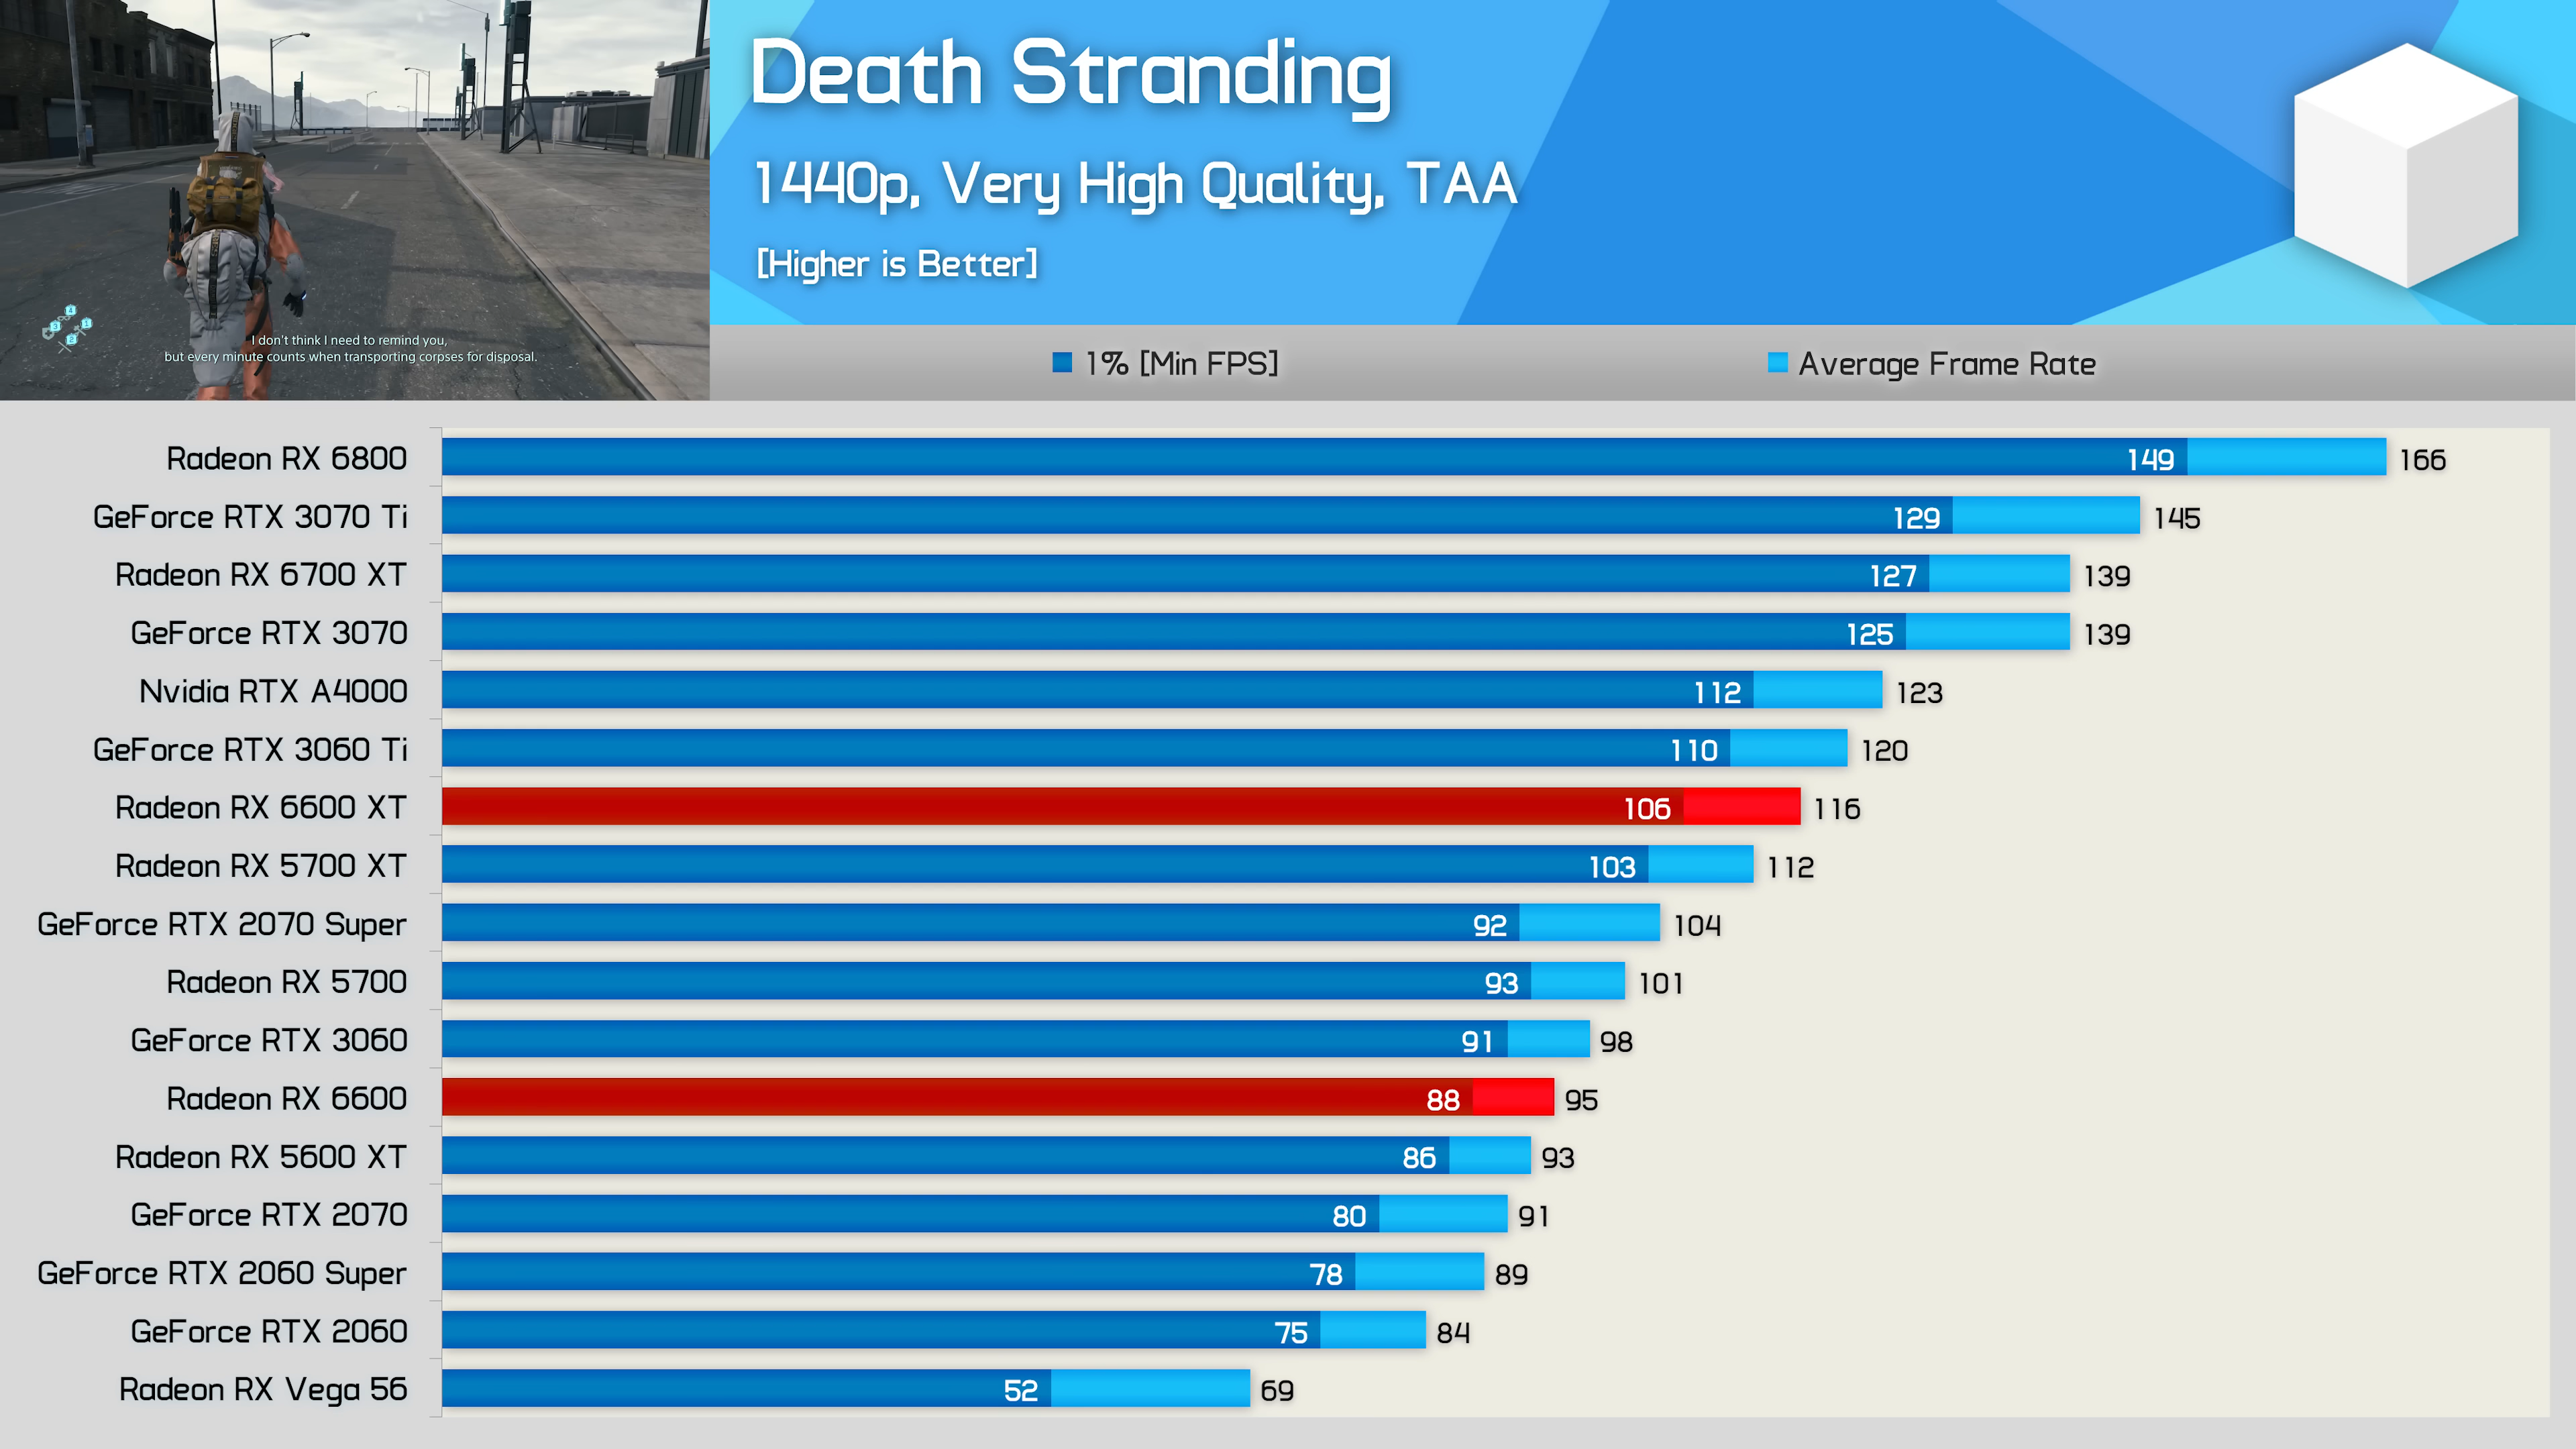 Death Stranding
1440p, Very High Quality, TAA
[Higher is Better]
4
3 1
2
I don't think I need to remind you,
but every minute counts when transporting corpses for disposal.
1% [Min FPS] Average Frame Rate
Radeon RX 6800 149 166
GeForce RTX 3070 Ti 129 145
Radeon RX 6700 XT 127 139
GeForce RTX 3070 125 139
Nvidia RTX A4000 112 123
GeForce RTX 3060 Ti 110 120
Radeon RX 6600 XT 106 116
Radeon RX 5700 XT 103 112
GeForce RTX 2070 Super 92 104
Radeon RX 5700 93 101
GeForce RTX 3060 91 98
Radeon RX 6600 88 95
Radeon RX 5600 XT 86 93
GeForce RTX 2070 80 91
GeForce RTX 2060 Super 78 89
GeForce RTX 2060 75 84
Radeon RX Vega 56 52 69